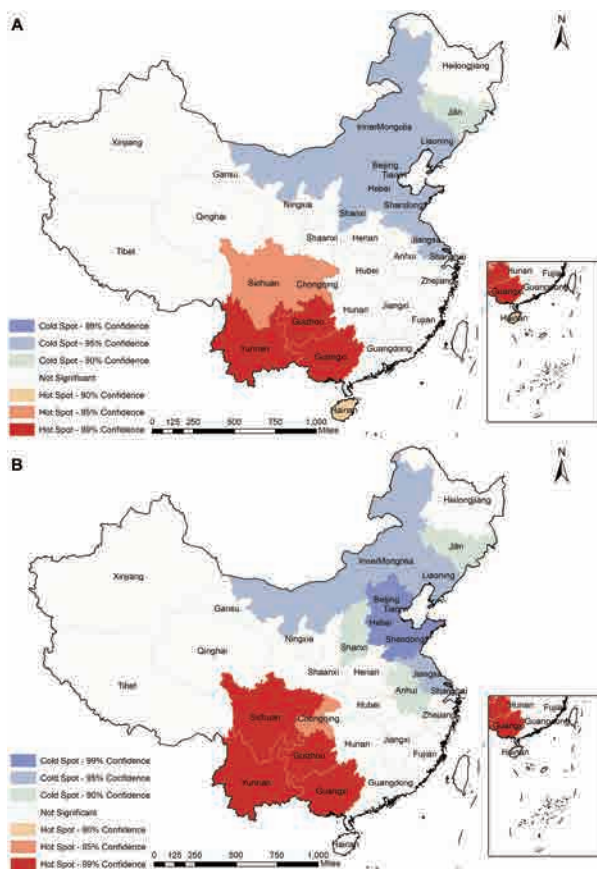 A
N
Heilongjiang
Jilin
InnerMongolia
Liaoning
Xinjiang
Beijing
Tianjin
Gansu
Hebei
Ningxia
Shanxi
Shandong
Qinghai
Shaanxi
Henan
Jiangsu
Tibet
Anhui
Shanghai
Hubei
Sichuan
Chongqing
Zhejiang
Hunan
Jiangxi
Guizhou
Fujian
Yunnan
Guangxi
Guangdong
Hainan
Hunan
Fujian
Guangxi
Guangdong
Hainan
Cold Spot - 99% Confidence
Cold Spot - 95% Confidence
Cold Spot - 90% Confidence
Not Significant
Hot Spot - 90% Confidence
Hot Spot - 95% Confidence
Hot Spot - 99% Confidence
0 125 250 500 750 1,000
Miles
B
N
Heilongjiang
Jilin
InnerMongolia
Liaoning
Xinjiang
Beijing
Tianjin
Gansu
Hebei
Ningxia
Shanxi
Shandong
Qinghai
Shaanxi
Henan
Jiangsu
Tibet
Anhui
Shanghai
Hubei
Sichuan
Chongqing
Zhejiang
Hunan
Jiangxi
Guizhou
Fujian
Yunnan
Guangxi
Guangdong
Hainan
Hunan
Fujian
Guangxi
Guangdong
Hainan
Cold Spot - 99% Confidence
Cold Spot - 95% Confidence
Cold Spot - 90% Confidence
Not Significant
Hot Spot - 90% Confidence
Hot Spot - 95% Confidence
Hot Spot - 99% Confidence
0 125 250 500 750 1,000
Miles